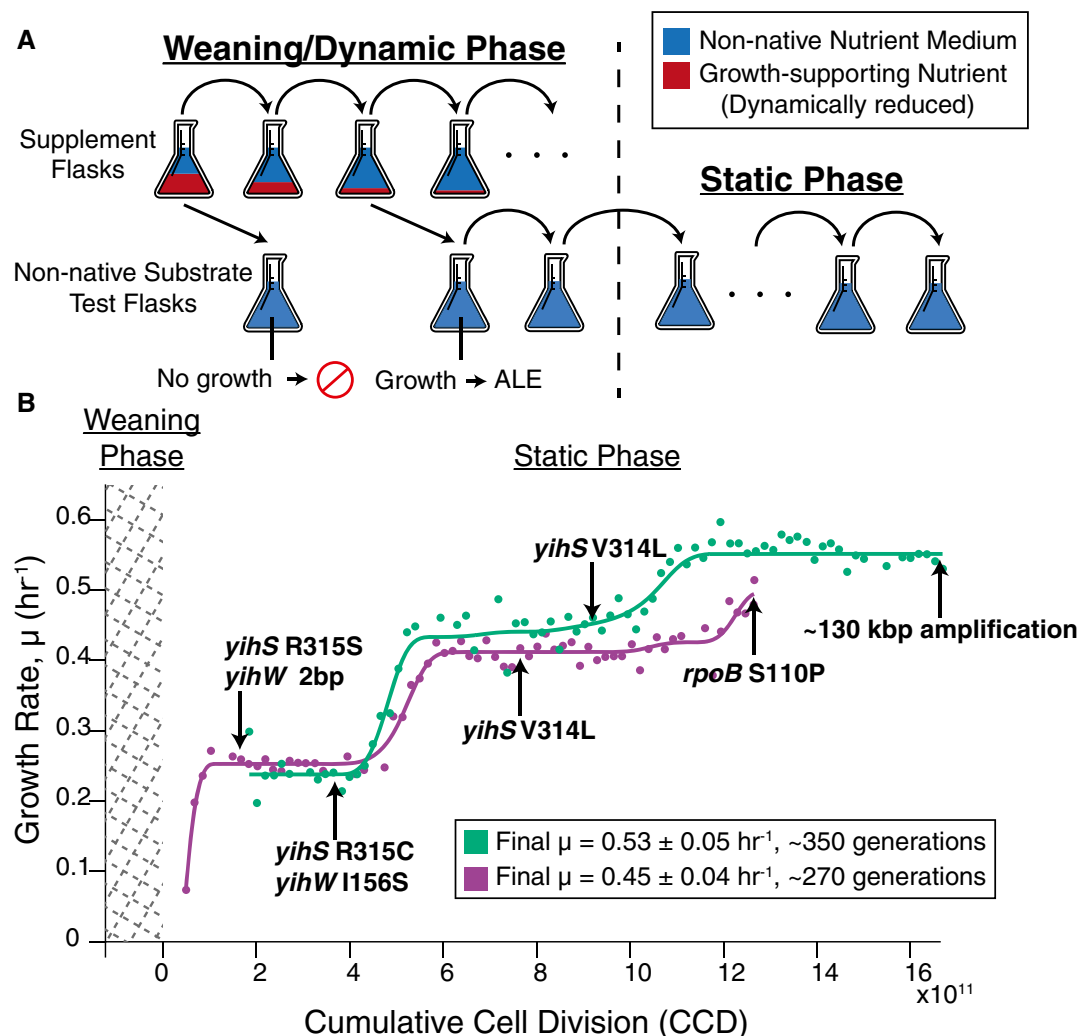 A
Weaning/Dynamic Phase
Non-native Nutrient Medium
Growth-supporting Nutrient
(Dynamically reduced)
Supplement
Flasks
. . .
Static Phase
Non-native Substrate
Test Flasks
. . .
No growth
Growth
ALE
B
Weaning
Phase
Static Phase
Growth Rate, μ (hr⁻¹)
0.6
0.5
0.4
0.3
0.2
0.1
0
yihS R315S
yihW 2bp
yihS R315C
yihW I156S
yihS V314L
yihS V314L
rpoB S110P
~130 kbp amplification
Final μ = 0.53 ± 0.05 hr⁻¹, ~350 generations
Final μ = 0.45 ± 0.04 hr⁻¹, ~270 generations
0 2 4 6 8 10 12 14 16
x10¹¹
Cumulative Cell Division (CCD)